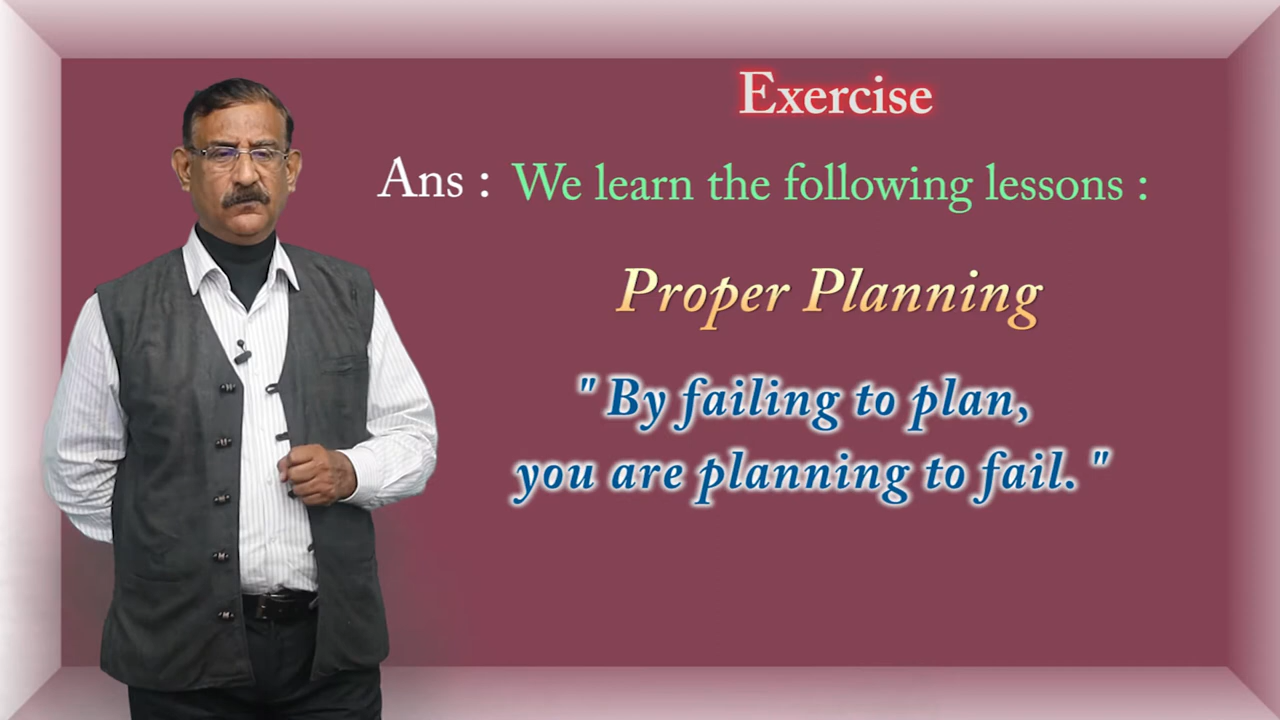 Exercise
Ans : We learn the following lessons :
Proper Planning
" By failing to plan,
you are planning to fail. "